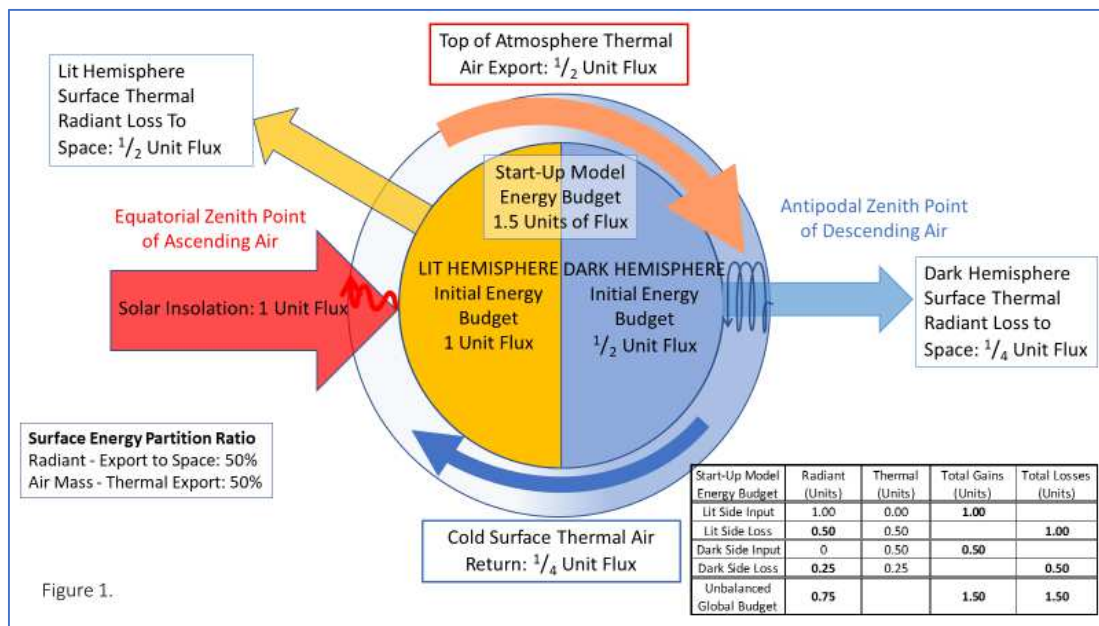 Top of Atmosphere Thermal
Air Export: 1/2 Unit Flux
Lit Hemisphere
Surface Thermal
Radiant Loss To
Space: 1/2 Unit Flux
Start-Up Model
Energy Budget
1.5 Units of Flux
Equatorial Zenith Point
of Ascending Air
Antipodal Zenith Point
of Descending Air
Solar Insolation: 1 Unit Flux
LIT HEMISPHERE
Initial Energy
Budget
1 Unit Flux
DARK HEMISPHERE
Initial Energy
Budget
1/2 Unit Flux
Dark Hemisphere
Surface Thermal
Radiant Loss to
Space: 1/4 Unit Flux
Surface Energy Partition Ratio
Radiant - Export to Space: 50%
Air Mass - Thermal Export: 50%
Cold Surface Thermal Air
Return: 1/4 Unit Flux
Figure 1.
Start-Up Model Energy Budget | Radiant (Units) | Thermal (Units) | Total Gains (Units) | Total Losses (Units)
Lit Side Input | 1.00 | 0.00 | 1.00
Lit Side Loss | 0.50 | 0.50 | 1.00
Dark Side Input | 0 | 0.50 | 0.50
Dark Side Loss | 0.25 | 0.25 | 0.50
Unbalanced Global Budget | 0.75 | 1.50 | 1.50